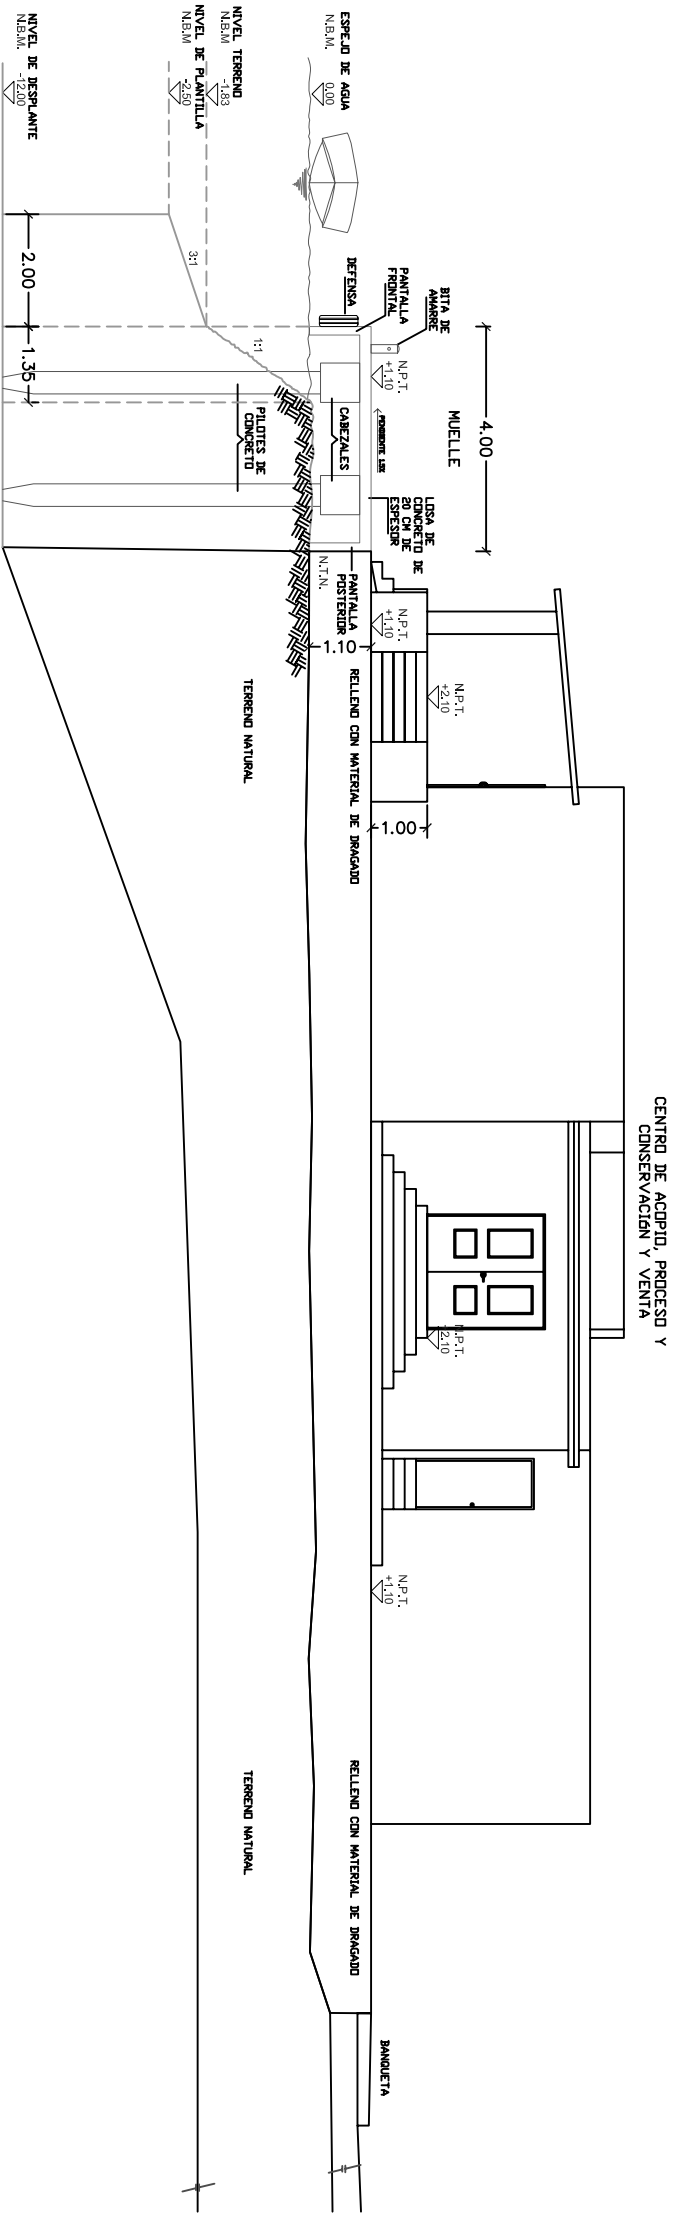 CENTRO DE ACOPIO, PROCESO Y
CONSERVACIÓN Y VENTA
ESPEJO DE AGUA
N.B.M.
0.00
NIVEL TERRENO
N.B.M
-1.83
NIVEL DE PLANTILLA
N.B.M.
-2.50
NIVEL DE DESPLANTE
N.B.M.
-12.00
2.00
1.35
3:1
1:1
DEFENSA
PANTALLA
FRONTAL
BITA DE
AMARRE
N.P.T.
+1.10
4.00
MUELLE
PENDIENTE 1.5%
CABEZALES
PILOTES DE
CONCRETO
LOSA DE
CONCRETO DE
20 CM DE
ESPESOR
PANTALLA
POSTERIOR
N.T.N.
N.P.T.
+1.10
1.10
N.P.T.
+2.10
1.00
RELLENO CON MATERIAL DE DRAGADO
TERRENO NATURAL
N.P.T.
+2.10
N.P.T.
+1.10
RELLENO CON MATERIAL DE DRAGADO
TERRENO NATURAL
BANQUETA